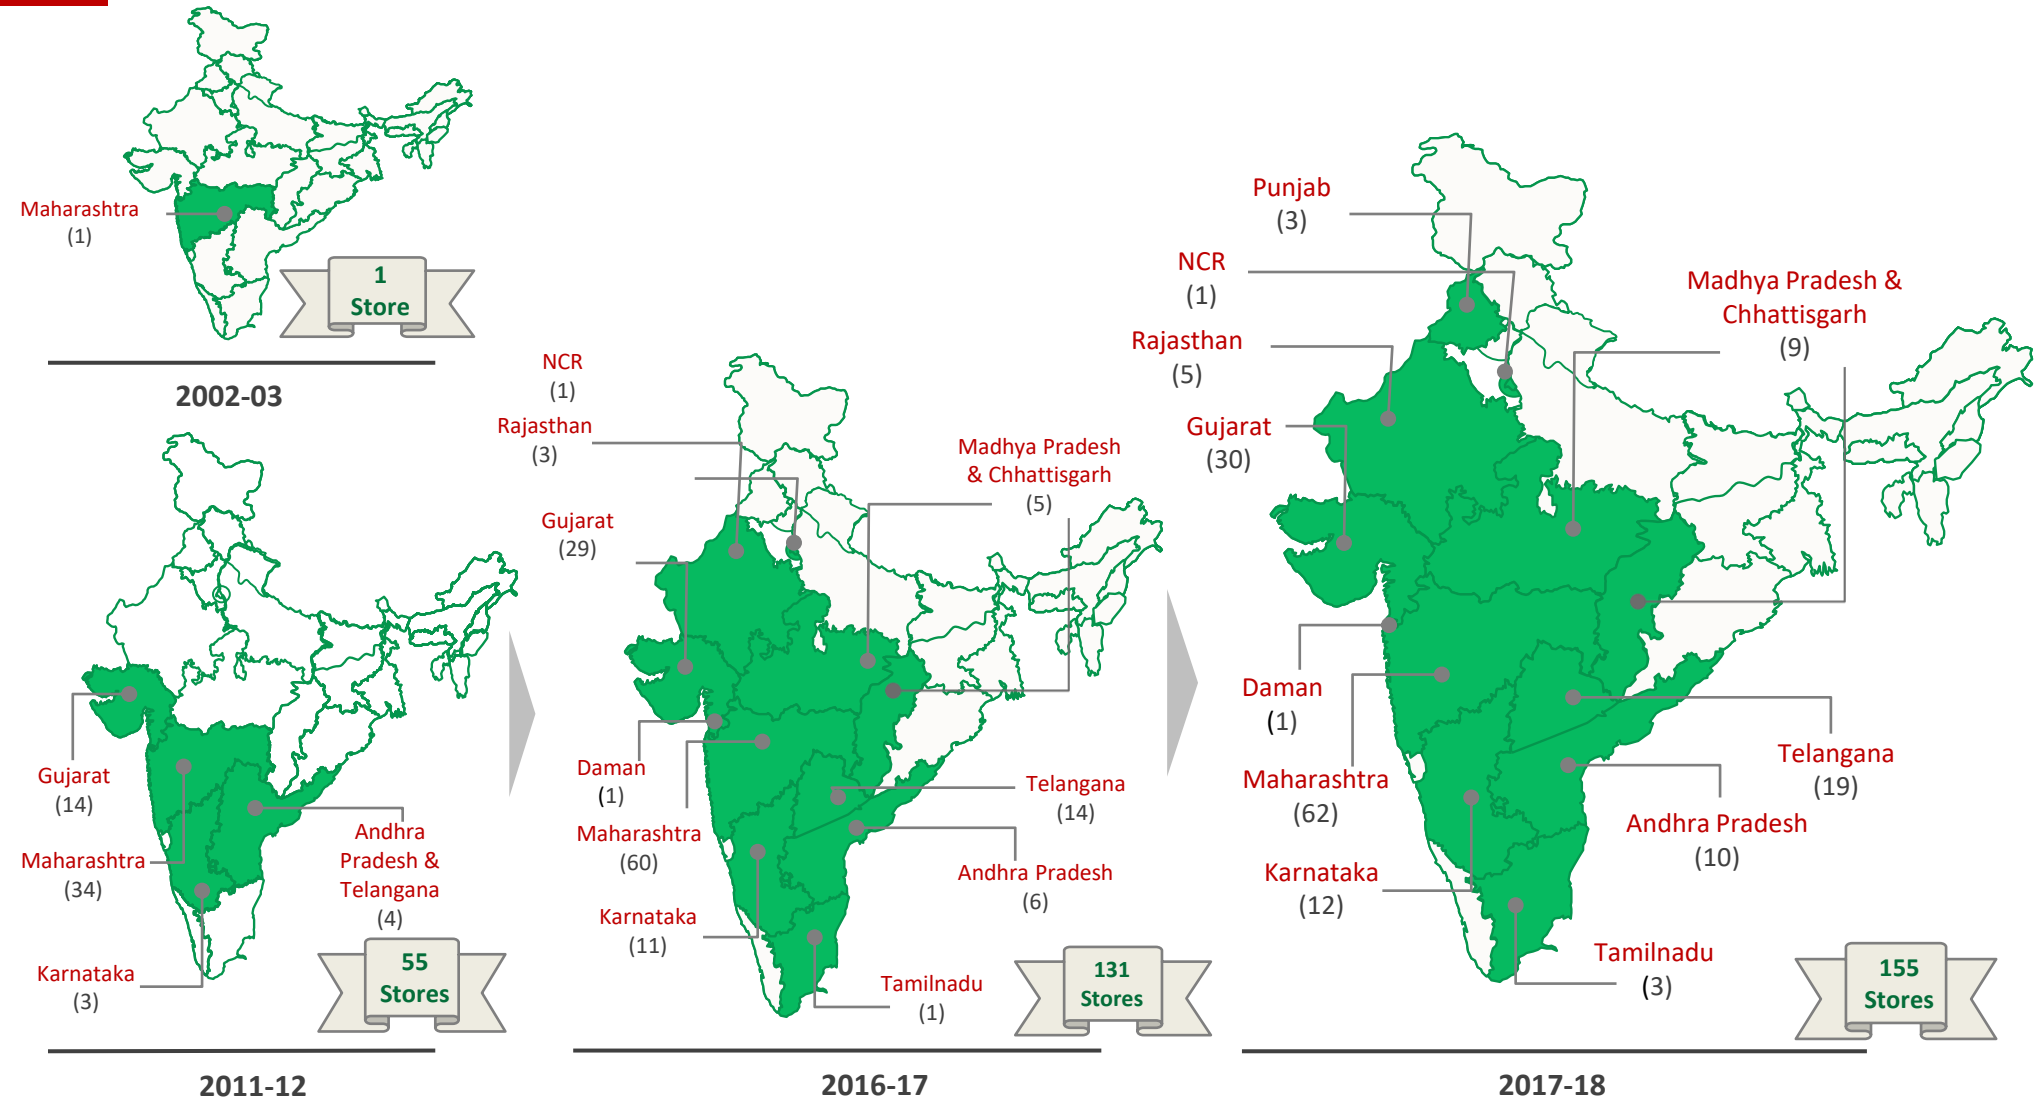 Maharashtra
(1)
1
Store
2002-03
Gujarat
(14)
Maharashtra
(34)
Karnataka
(3)
Andhra
Pradesh &
Telangana
(4)
55
Stores
2011-12
NCR
(1)
Rajasthan
(3)
Gujarat
(29)
Madhya Pradesh
& Chhattisgarh
(5)
Daman
(1)
Maharashtra
(60)
Karnataka
(11)
Telangana
(14)
Andhra Pradesh
(6)
Tamilnadu
(1)
131
Stores
2016-17
Punjab
(3)
NCR
(1)
Rajasthan
(5)
Gujarat
(30)
Madhya Pradesh &
Chhattisgarh
(9)
Daman
(1)
Maharashtra
(62)
Karnataka
(12)
Telangana
(19)
Andhra Pradesh
(10)
Tamilnadu
(3)
155
Stores
2017-18